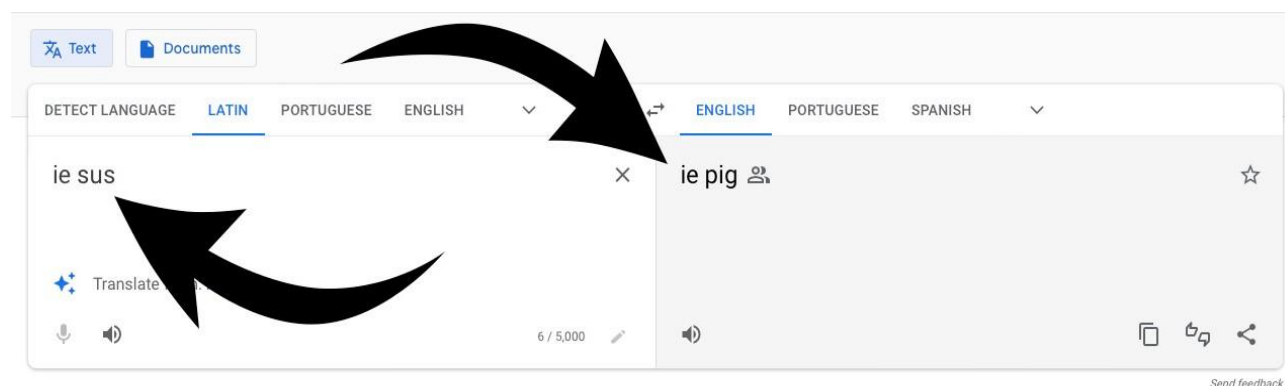 Text Documents
DETECT LANGUAGE LATIN PORTUGUESE ENGLISH ENGLISH PORTUGUESE SPANISH
ie sus ie pig
Translate
6 / 5,000
Send feedback